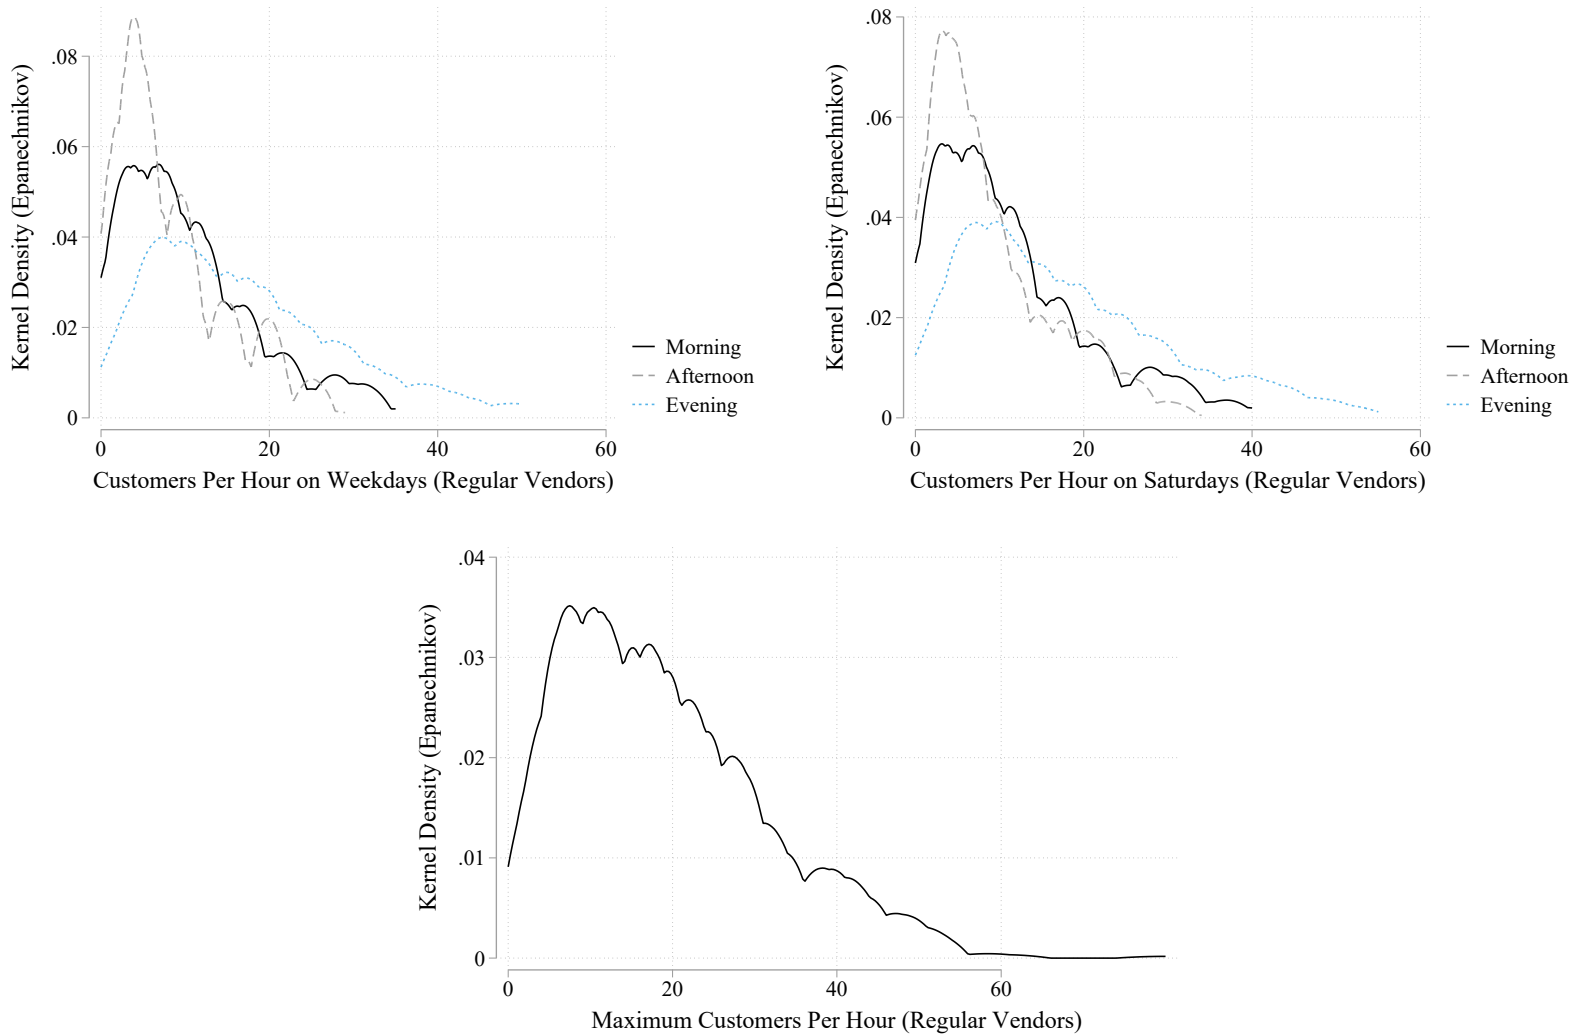 Kernel Density (Epanechnikov)
.08
.06
.04
.02
0
0 20 40 60
Customers Per Hour on Weekdays (Regular Vendors)
Morning
Afternoon
Evening
Kernel Density (Epanechnikov)
.08
.06
.04
.02
0
0 20 40 60
Customers Per Hour on Saturdays (Regular Vendors)
Morning
Afternoon
Evening
Kernel Density (Epanechnikov)
.04
.03
.02
.01
0
0 20 40 60
Maximum Customers Per Hour (Regular Vendors)